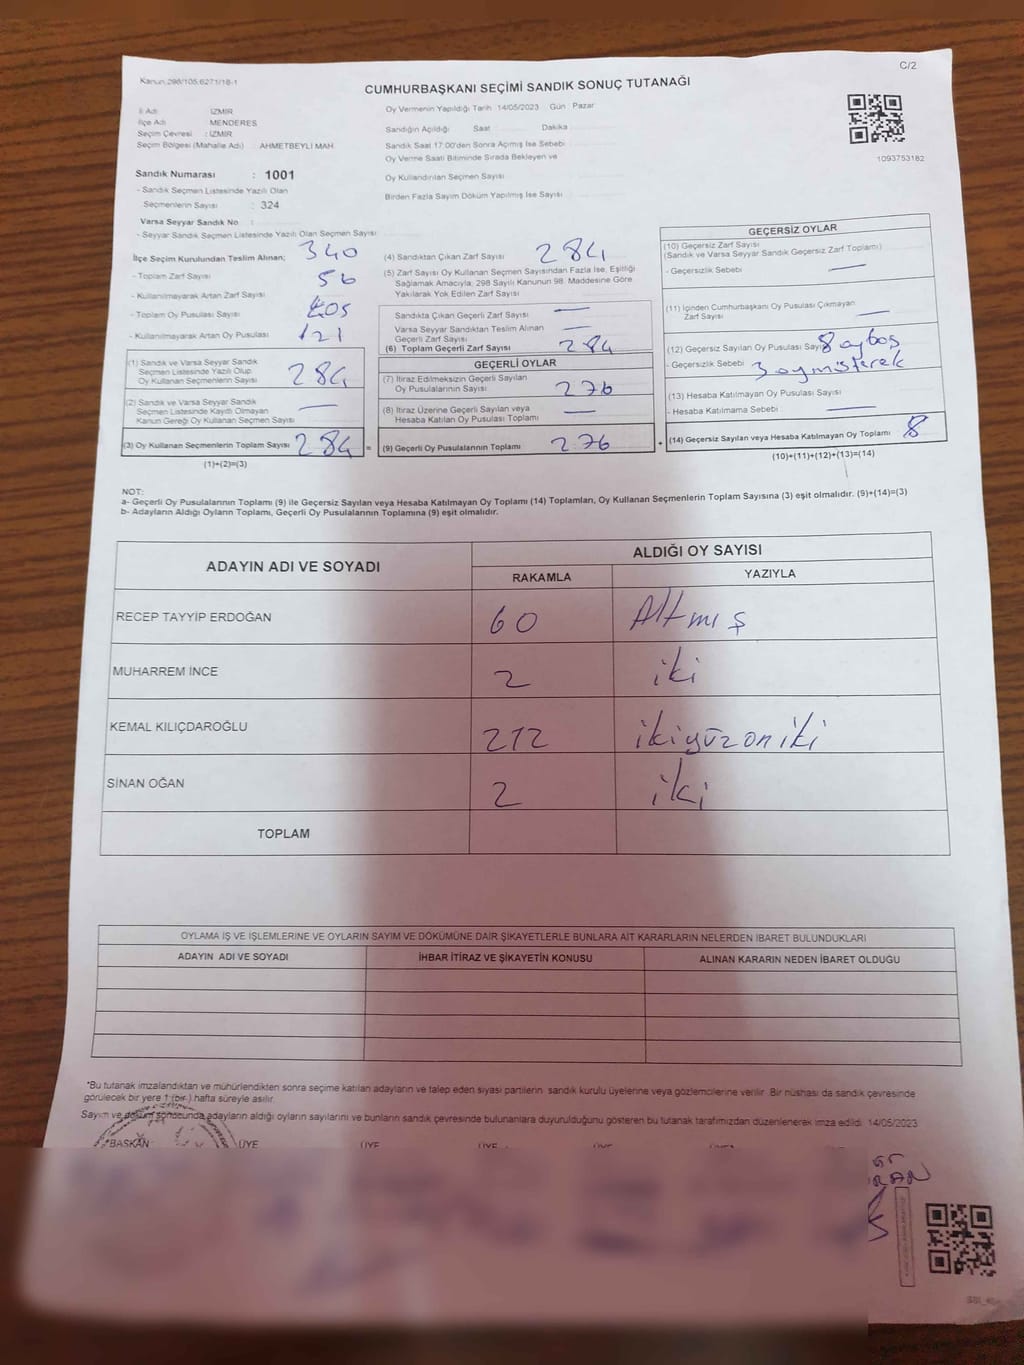 C/2
Kanun:298/105,6271/18-1
CUMHURBAŞKANI SEÇİMİ SANDIK SONUÇ TUTANAĞI
İl Adı : İZMİR
İlçe Adı : MENDERES
Seçim Çevresi : İZMİR
Seçim Bölgesi (Mahalle Adı) : AHMETBEYLİ MAH.
Oy Vermenin Yapıldığı Tarih 14/05/2023 Gün Pazar
Sandığın Açıldığı Saat Dakika
Sandık Saat 17:00'den Sonra Açmış İse Sebebi
Oy Verme Saati Bitiminde Sırada Bekleyen ve
Oy Kullandırılan Seçmen Sayısı
Birden Fazla Sayım Döküm Yapılmış İse Sayısı
1093753182
Sandık Numarası : 1001
- Sandık Seçmen Listesinde Yazılı Olan
Seçmenlerin Sayısı : 324
Varsa Seyyar Sandık No :
- Seyyar Sandık Seçmen Listesinde Yazılı Olan Seçmen Sayısı
İlçe Seçim Kurulundan Teslim Alınan; 340
- Toplam Zarf Sayısı
- Kullanılmayarak Artan Zarf Sayısı 56
- Toplam Oy Pusulası Sayısı 405
- Kullanılmayarak Artan Oy Pusulası 121
(1) Sandık ve Varsa Seyyar Sandık
Seçmen Listesinde Yazılı Olup
Oy Kullanan Seçmenlerin Sayısı 284
(2) Sandık ve Varsa Seyyar Sandık
Seçmen Listesinde Kayıtlı Olmayan
Kanun Gereği Oy Kullanan Seçmen Sayısı —
(3) Oy Kullanan Seçmenlerin Toplam Sayısı 284 =
(1)+(2)=(3)
(4) Sandıktan Çıkan Zarf Sayısı 284
(5) Zarf Sayısı Oy Kullanan Seçmen Sayısından Fazla İse, Eşitliği
Sağlamak Amacıyla; 298 Sayılı Kanunun 98. Maddesine Göre
Yakılarak Yok Edilen Zarf Sayısı —
Sandıkta Çıkan Geçerli Zarf Sayısı —
Varsa Seyyar Sandıktan Teslim Alınan
Geçerli Zarf Sayısı —
(6) Toplam Geçerli Zarf Sayısı 284
GEÇERLİ OYLAR
(7) İtiraz Edilmeksizin Geçerli Sayılan
Oy Pusulalarının Sayısı 276
(8) İtiraz Üzerine Geçerli Sayılan veya
Hesaba Katılan Oy Pusulası Toplamı —
(9) Geçerli Oy Pusulalarının Toplamı 276 +
GEÇERSİZ OYLAR
(10) Geçersiz Zarf Sayısı
(Sandık ve Varsa Seyyar Sandık Geçersiz Zarf Toplamı)
- Geçersizlik Sebebi —
(11) İçinden Cumhurbaşkanı Oy Pusulası Çıkmayan
Zarf Sayısı —
(12) Geçersiz Sayılan Oy Pusulası Sayısı 8 oy boş
- Geçersizlik Sebebi 3 oy müşterek
(13) Hesaba Katılmayan Oy Pusulası Sayısı
- Hesaba Katılmama Sebebi —
(14) Geçersiz Sayılan veya Hesaba Katılmayan Oy Toplamı 8
(10)+(11)+(12)+(13)=(14)
NOT:
a- Geçerli Oy Pusulalarının Toplamı (9) ile Geçersiz Sayılan veya Hesaba Katılmayan Oy Toplamı (14) Toplamları, Oy Kullanan Seçmenlerin Toplam Sayısına (3) eşit olmalıdır. (9)+(14)=(3)
b- Adayların Aldığı Oyların Toplamı, Geçerli Oy Pusulalarının Toplamına (9) eşit olmalıdır.
ADAYIN ADI VE SOYADI
ALDIĞI OY SAYISI
RAKAMLA YAZIYLA
RECEP TAYYİP ERDOĞAN 60 Altmış
MUHARREM İNCE 2 iki
KEMAL KILIÇDAROĞLU 212 ikiyüzoniki
SİNAN OĞAN 2 iki
TOPLAM
OYLAMA İŞ VE İŞLEMLERİNE VE OYLARIN SAYIM VE DÖKÜMÜNE DAİR ŞİKAYETLERLE BUNLARA AİT KARARLARIN NELERDEN İBARET BULUNDUKLARI
ADAYIN ADI VE SOYADI İHBAR İTİRAZ VE ŞİKAYETİN KONUSU ALINAN KARARIN NEDEN İBARET OLDUĞU
*Bu tutanak imzalandıktan ve mühürlendikten sonra seçime katılan adayların ve talep eden siyasi partilerin sandık kurulu üyelerine veya gözlemcilerine verilir. Bir nüshası da sandık çevresinde
görülecek bir yere 1 (bir ) hafta süreyle asılır.
Sayım ve döküm sonucunda adayların aldığı oyların sayılarını ve bunların sandık çevresinde bulunanlara duyurulduğunu gösteren bu tutanak tarafımızdan düzenlenerek imza edildi. 14/05/2023
BAŞKAN ÜYE ÜYE ÜYE ÜYE